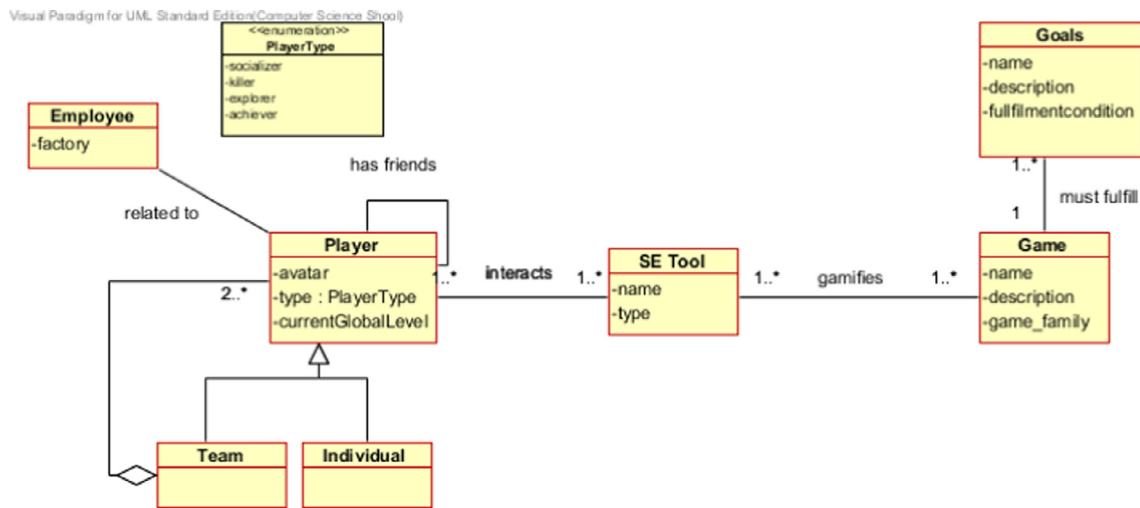 Visual Paradigm for UML Standard Edition(Computer Science Shool)
<<enumeration>>
PlayerType
-socializer
-killer
-explorer
-achiever
Goals
-name
-description
-fullfilmentcondition
Employee
-factory
has friends
1..*
must fulfill
1
related to
Player
-avatar
-type : PlayerType
-currentGlobalLevel
2..*
1..*
interacts
1..*
SE Tool
-name
-type
1..*
gamifies
1..*
Game
-name
-description
-game_family
Team
Individual